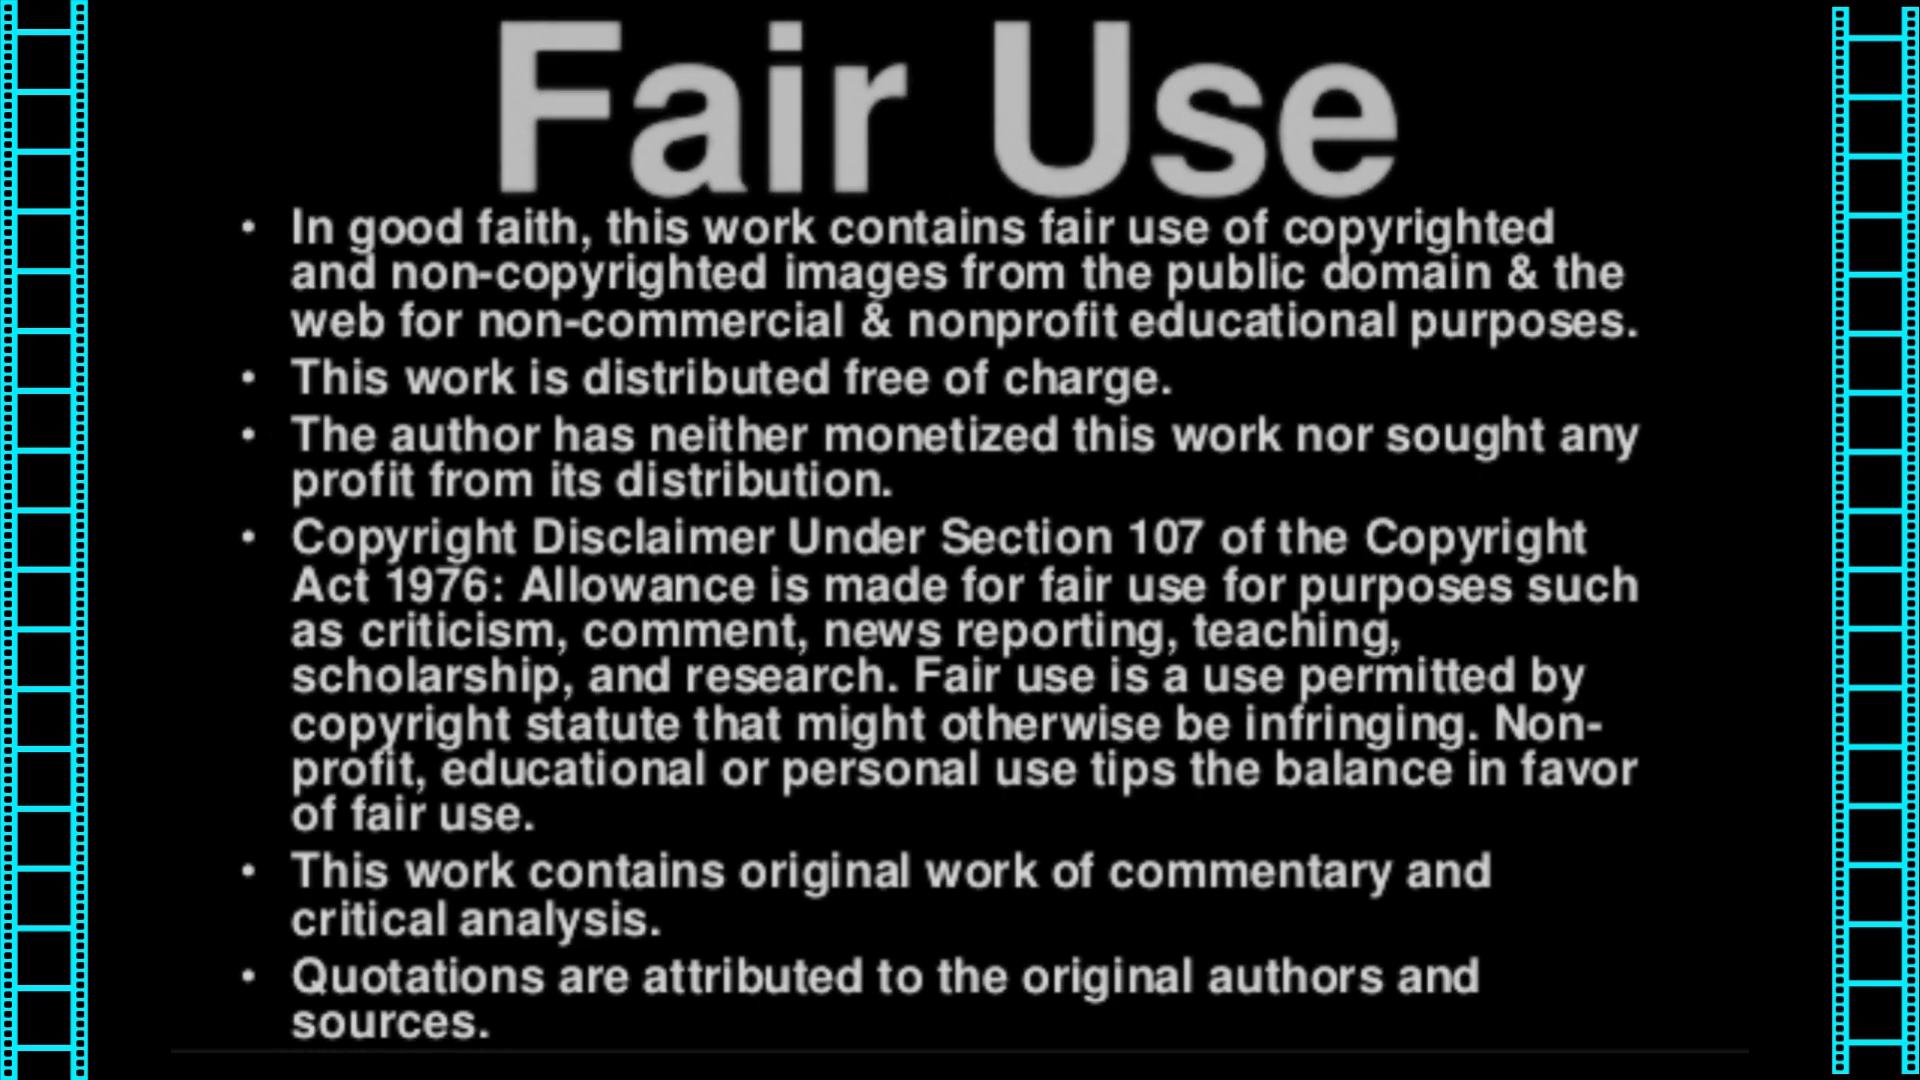 Fair Use
• In good faith, this work contains fair use of copyrighted
and non-copyrighted images from the public domain & the
web for non-commercial & nonprofit educational purposes.
• This work is distributed free of charge.
• The author has neither monetized this work nor sought any
profit from its distribution.
• Copyright Disclaimer Under Section 107 of the Copyright
Act 1976: Allowance is made for fair use for purposes such
as criticism, comment, news reporting, teaching,
scholarship, and research. Fair use is a use permitted by
copyright statute that might otherwise be infringing. Non-
profit, educational or personal use tips the balance in favor
of fair use.
• This work contains original work of commentary and
critical analysis.
• Quotations are attributed to the original authors and
sources.